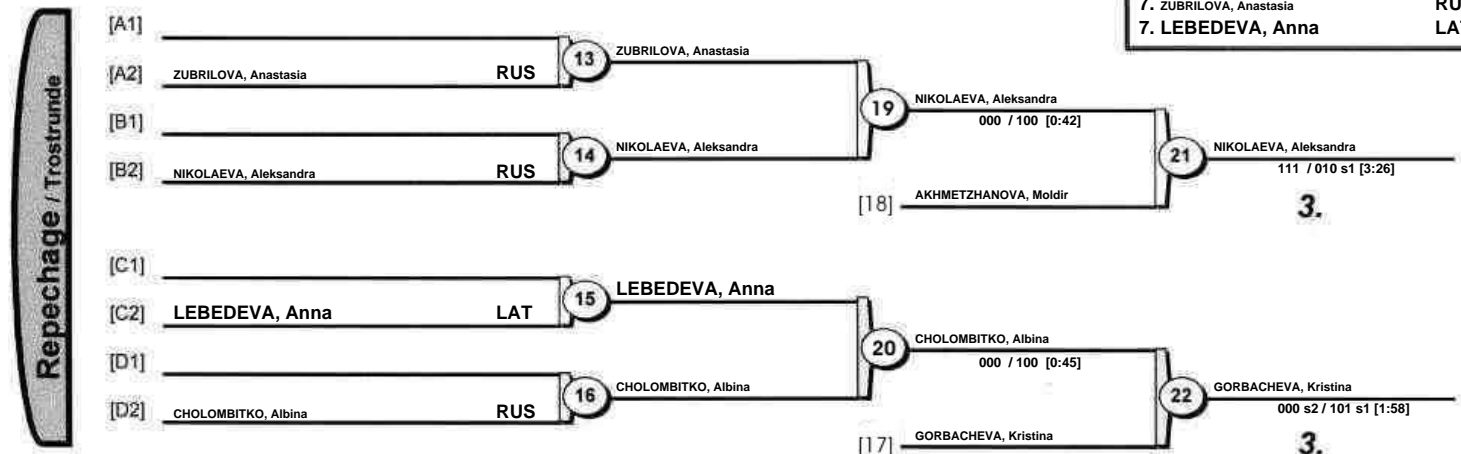 7. ZUBRILOVA, Anastasia RU
7. LEBEDEVA, Anna LAT
Repechage / Trostrunde
[A1]
ZUBRILOVA, Anastasia
13
[A2] ZUBRILOVA, Anastasia RUS
NIKOLAEVA, Aleksandra
19
000 / 100 [0:42]
[B1]
NIKOLAEVA, Aleksandra
14
NIKOLAEVA, Aleksandra
21
111 / 010 s1 [3:26]
[B2] NIKOLAEVA, Aleksandra RUS
[18] AKHMETZHANOVA, Moldir
3.
[C1]
LEBEDEVA, Anna
15
[C2] LEBEDEVA, Anna LAT
CHOLOMBITKO, Albina
20
000 / 100 [0:45]
[D1]
CHOLOMBITKO, Albina
16
GORBACHEVA, Kristina
22
000 s2 / 101 s1 [1:58]
[D2] CHOLOMBITKO, Albina RUS
[17] GORBACHEVA, Kristina
3.